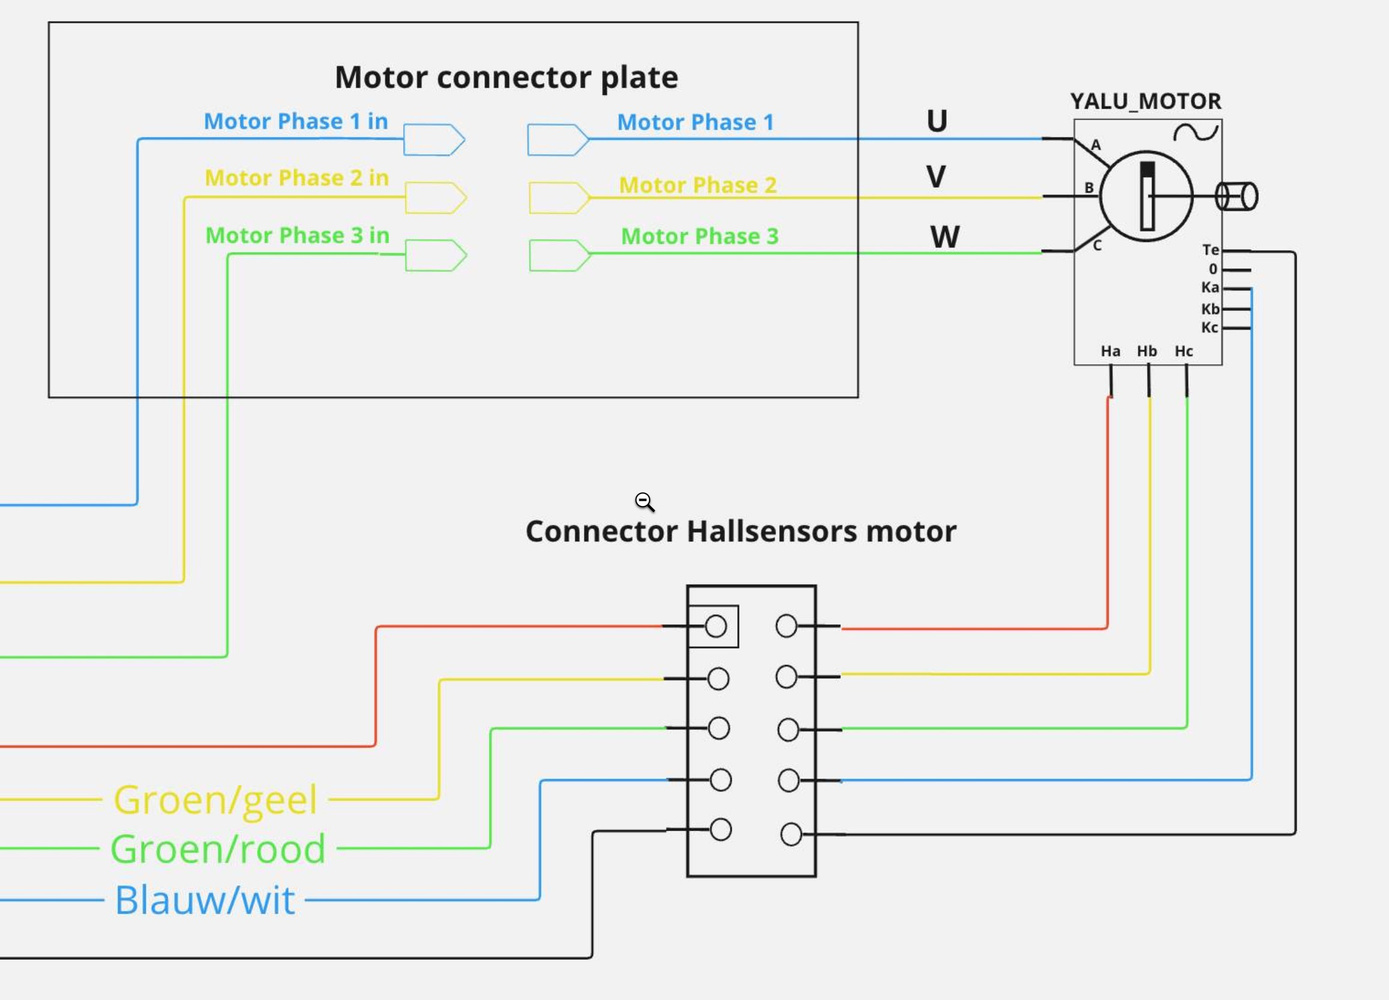 Motor connector plate
Motor Phase 1 in
Motor Phase 1
U
YALU_MOTOR
A
Motor Phase 2 in
Motor Phase 2
V
B
Motor Phase 3 in
Motor Phase 3
W
C
Te
0
Ka
Kb
Kc
Ha Hb Hc
Connector Hallsensors motor
Groen/geel
Groen/rood
Blauw/wit